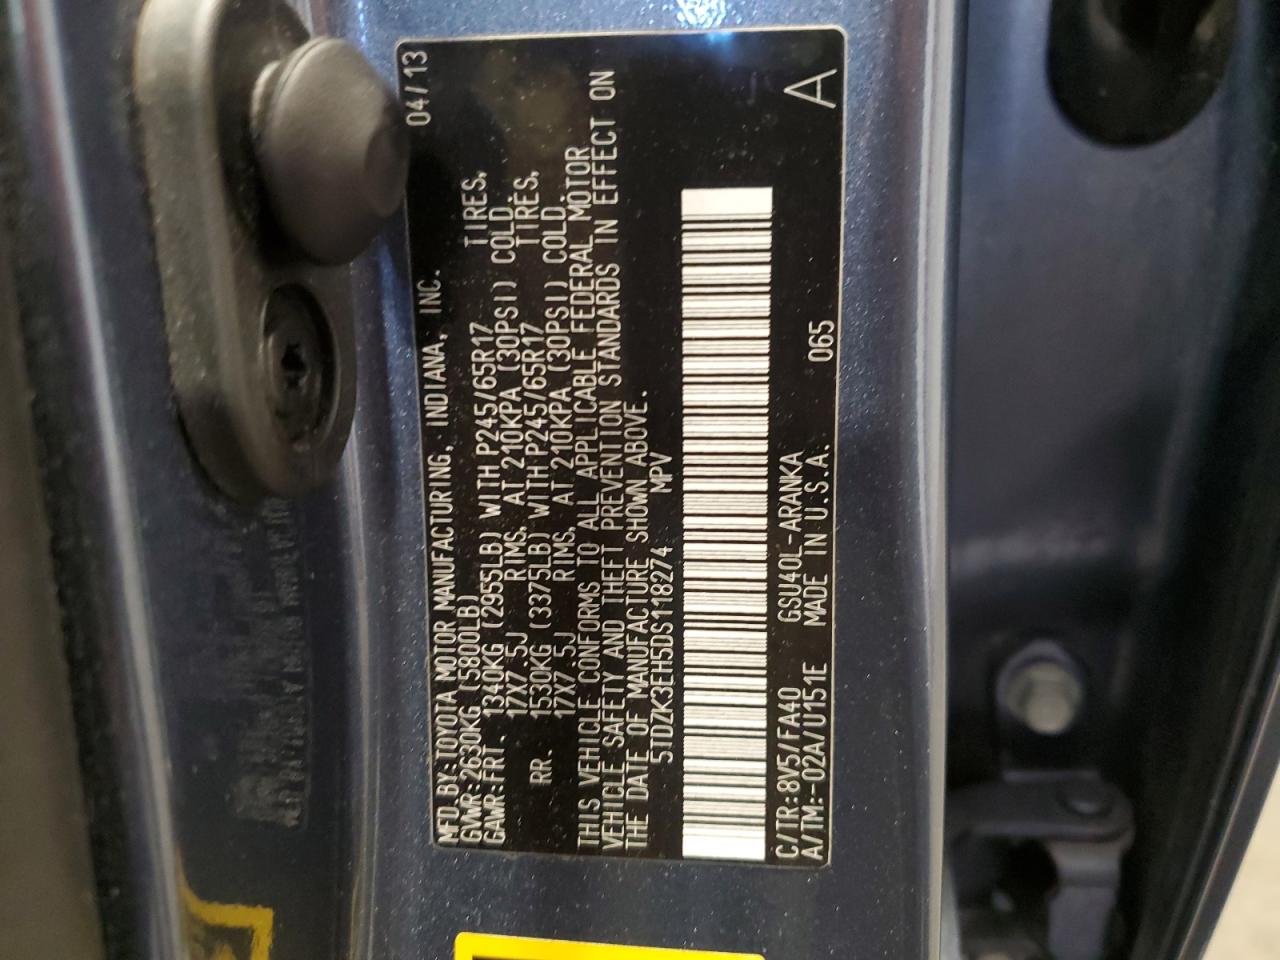 MFD.BY:TOYOTA MOTOR MANUFACTURING, INDIANA, INC. 04/13
GVWR:2630KG (5800LB)
GAWR:FRT. 1340KG (2955LB) WITH P245/65R17 TIRES,
17X7.5J RIMS, AT 210KPA (30PSI) COLD.
RR. 1530KG (3375LB) WITH P245/65R17 TIRES,
17X7.5J RIMS, AT 210KPA (30PSI) COLD.
THIS VEHICLE CONFORMS TO ALL APPLICABLE FEDERAL MOTOR
VEHICLE SAFETY AND THEFT PREVENTION STANDARDS IN EFFECT ON
THE DATE OF MANUFACTURE SHOWN ABOVE.
5TDZK3EH5DS118274 MPV
C/TR:8V5/FA40 GSU40L-ARANKA A
A/TM:-02A/U151E MADE IN U.S.A. 065